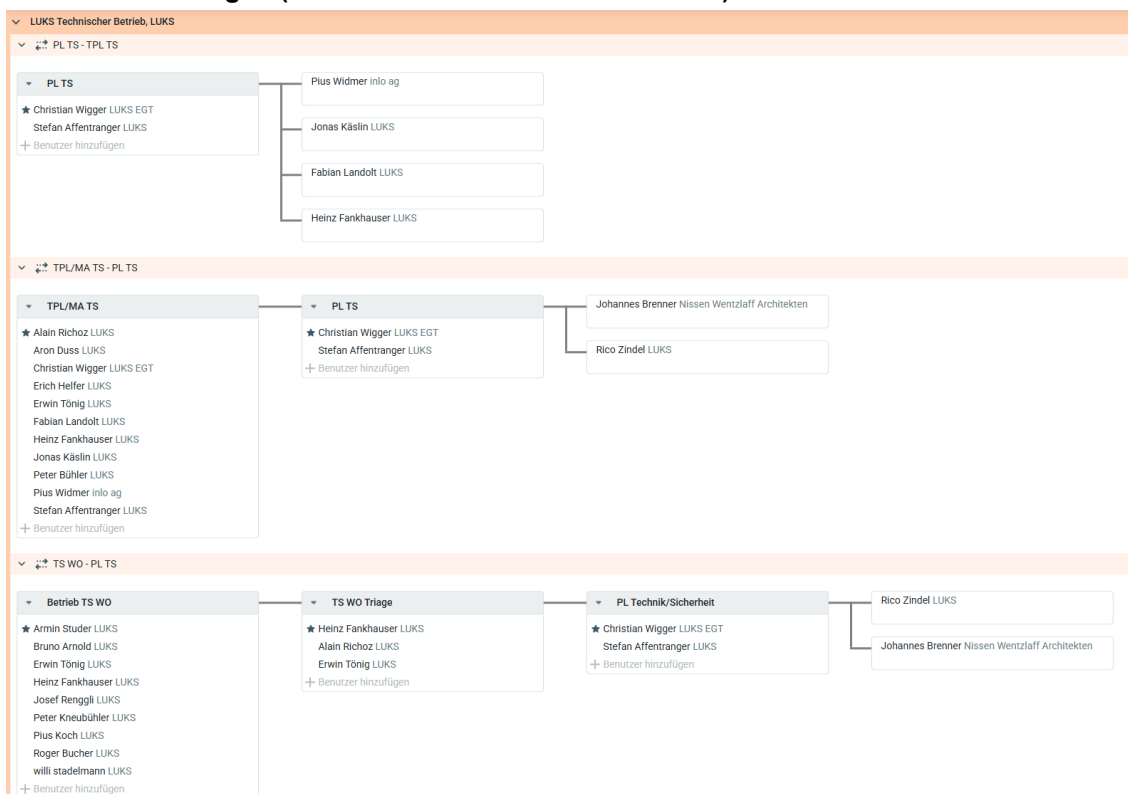 LUKS Technischer Betrieb, LUKS
PL TS - TPL TS
PL TS
Christian Wigger LUKS EGT
Stefan Affentranger LUKS
Benutzer hinzufügen
Pius Widmer inlo ag
Jonas Käslin LUKS
Fabian Landolt LUKS
Heinz Fankhauser LUKS
TPL/MA TS - PL TS
TPL/MA TS
Alain Richoz LUKS
Aron Duss LUKS
Christian Wigger LUKS EGT
Erich Helfer LUKS
Erwin Tönig LUKS
Fabian Landolt LUKS
Heinz Fankhauser LUKS
Jonas Käslin LUKS
Peter Bühler LUKS
Pius Widmer inlo ag
Stefan Affentranger LUKS
Benutzer hinzufügen
PL TS
Christian Wigger LUKS EGT
Stefan Affentranger LUKS
Benutzer hinzufügen
Johannes Brenner Nissen Wentzlaff Architekten
Rico Zindel LUKS
TS WO - PL TS
Betrieb TS WO
Armin Studer LUKS
Bruno Arnold LUKS
Erwin Tönig LUKS
Heinz Fankhauser LUKS
Josef Renggli LUKS
Peter Kneubühler LUKS
Pius Koch LUKS
Roger Bucher LUKS
willi stadelmann LUKS
Benutzer hinzufügen
TS WO Triage
Heinz Fankhauser LUKS
Alain Richoz LUKS
Erwin Tönig LUKS
Benutzer hinzufügen
PL Technik/Sicherheit
Christian Wigger LUKS EGT
Stefan Affentranger LUKS
Benutzer hinzufügen
Rico Zindel LUKS
Johannes Brenner Nissen Wentzlaff Architekten